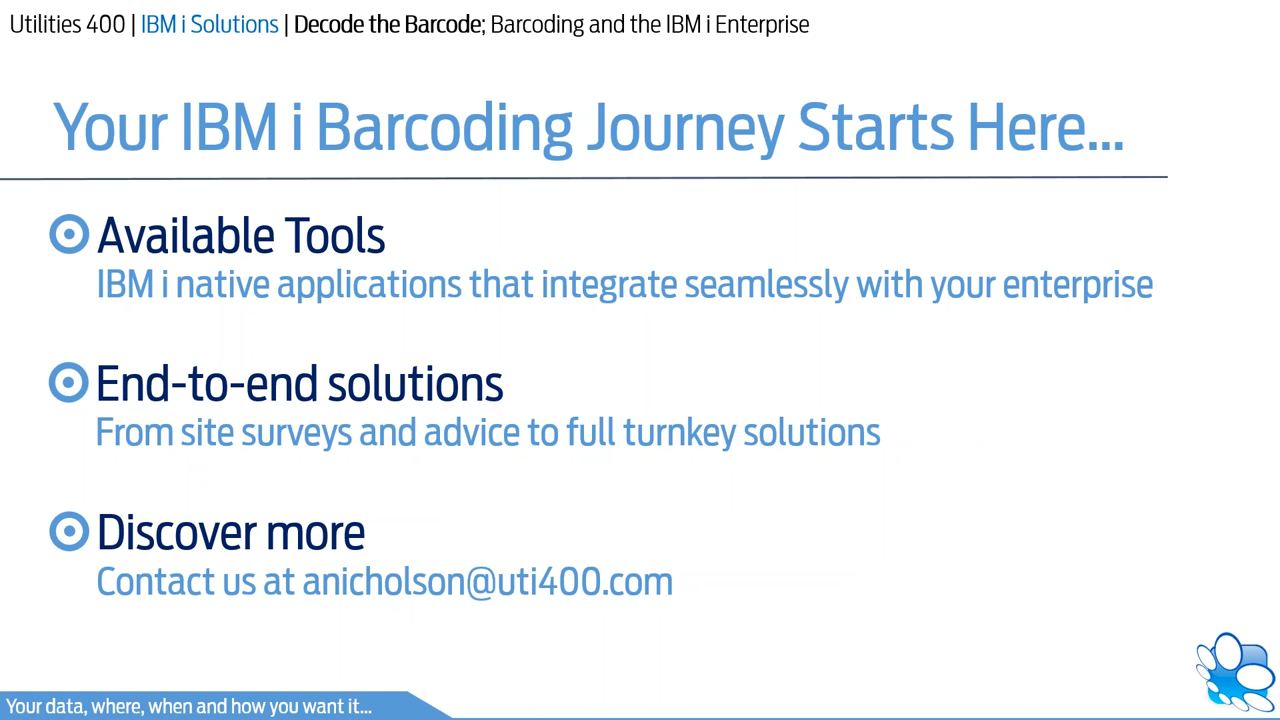 Utilities 400 | IBM i Solutions | Decode the Barcode; Barcoding and the IBM i Enterprise
Your IBM i Barcoding Journey Starts Here...
Available Tools
IBM i native applications that integrate seamlessly with your enterprise
End-to-end solutions
From site surveys and advice to full turnkey solutions
Discover more
Contact us at anicholson@uti400.com
Your data, where, when and how you want it...